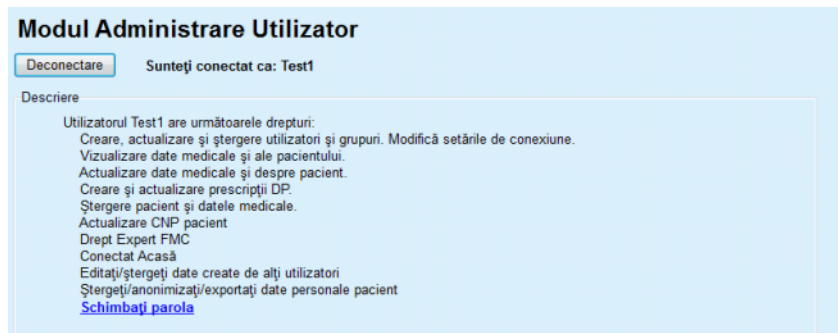 Modul Administrare Utilizator
Deconectare Sunteţi conectat ca: Test1
Descriere
Utilizatorul Test1 are următoarele drepturi:
Creare, actualizare şi ştergere utilizatori şi grupuri. Modifică setările de conexiune.
Vizualizare date medicale şi ale pacientului.
Actualizare date medicale şi despre pacient.
Creare şi actualizare prescripţii DP.
Ştergere pacient şi datele medicale.
Actualizare CNP pacient
Drept Expert FMC
Conectat Acasă
Editaţi/ştergeţi date create de alţi utilizatori
Ştergeţi/anonimizaţi/exportaţi date personale pacient
Schimbaţi parola